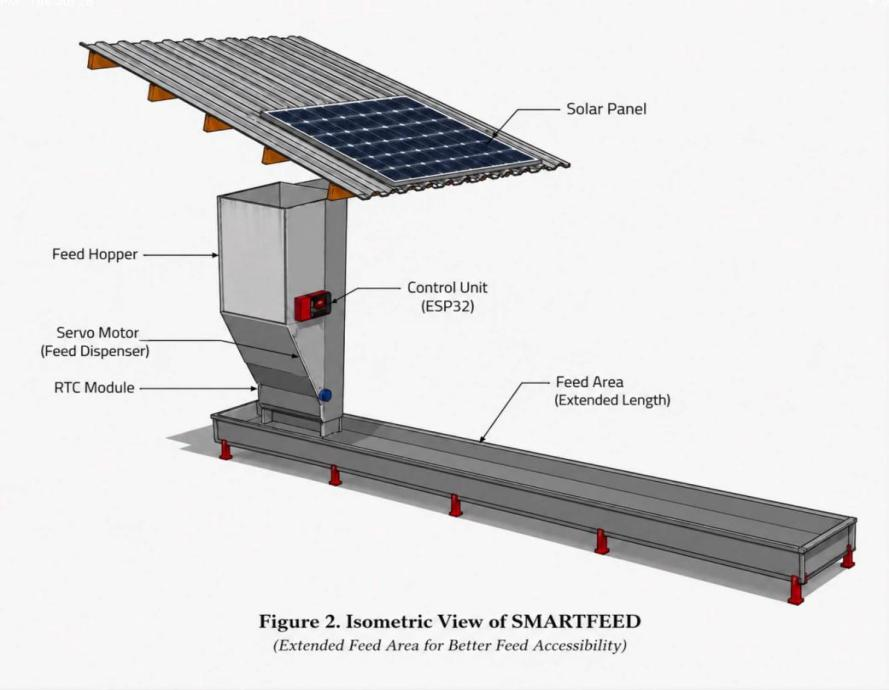 Solar Panel
Feed Hopper
Control Unit
(ESP32)
Servo Motor
(Feed Dispenser)
RTC Module
Feed Area
(Extended Length)
Figure 2. Isometric View of SMARTFEED
(Extended Feed Area for Better Feed Accessibility)